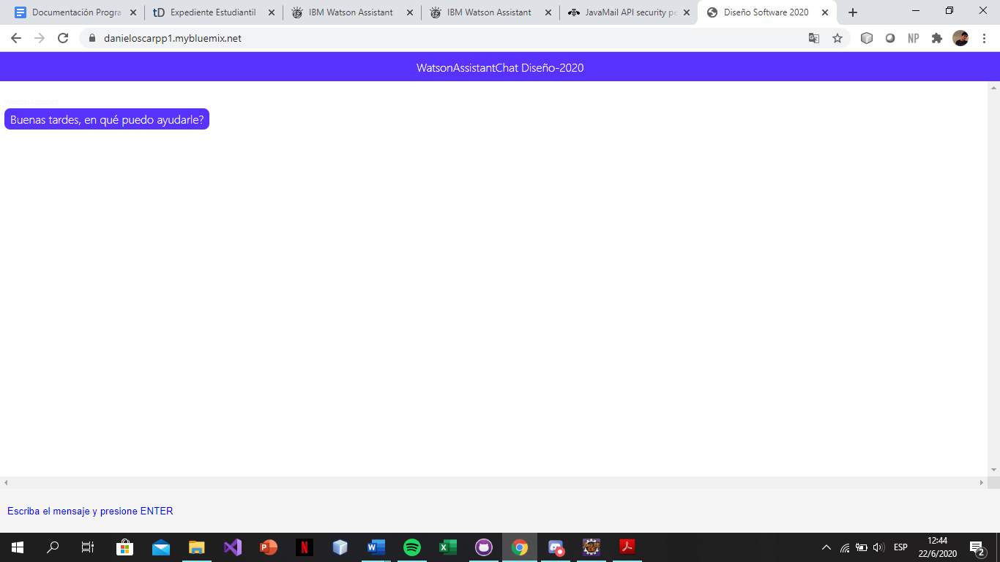 Documentación Progra
tD Expediente Estudiantil
IBM Watson Assistant
IBM Watson Assistant
JavaMail API security pe
Diseño Software 2020
danieloscarpp1.mybluemix.net
NP
WatsonAssistantChat Diseño-2020
Buenas tardes, en qué puedo ayudarle?
Escriba el mensaje y presione ENTER
ESP
12:44
22/6/2020
2